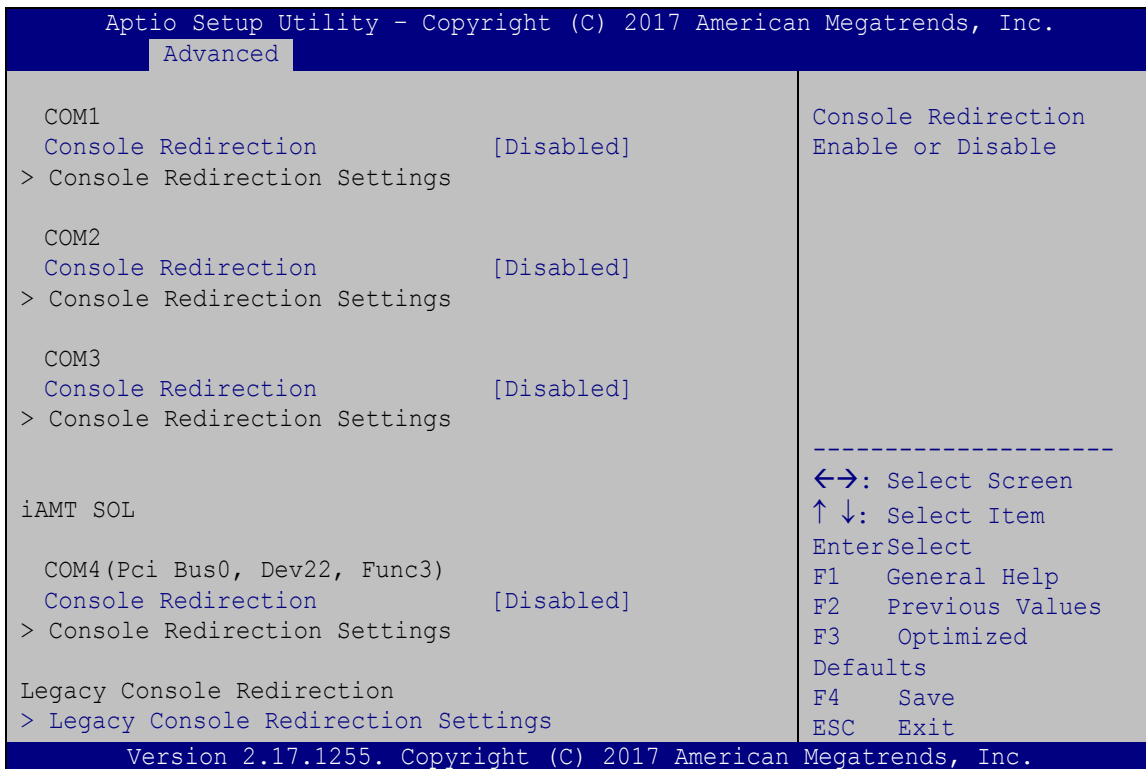 Aptio Setup Utility – Copyright (C) 2017 American Megatrends, Inc.
Advanced
COM1
Console Redirection [Disabled]
> Console Redirection Settings
COM2
Console Redirection [Disabled]
> Console Redirection Settings
COM3
Console Redirection [Disabled]
> Console Redirection Settings
iAMT SOL
COM4(Pci Bus0, Dev22, Func3)
Console Redirection [Disabled]
> Console Redirection Settings
Legacy Console Redirection
> Legacy Console Redirection Settings
Console Redirection
Enable or Disable
---------------------
←→: Select Screen
↑ ↓: Select Item
EnterSelect
F1 General Help
F2 Previous Values
F3 Optimized
Defaults
F4 Save
ESC Exit
Version 2.17.1255. Copyright (C) 2017 American Megatrends, Inc.